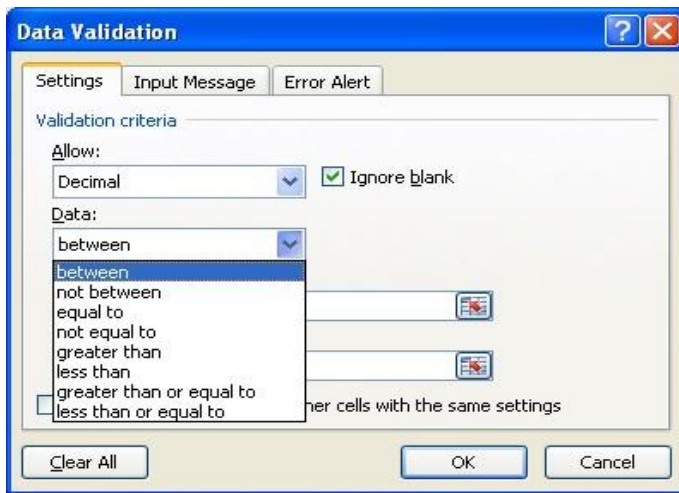 Data Validation
Settings Input Message Error Alert
Validation criteria
Allow:
Decimal Ignore blank
Data:
between
between
not between
equal to
not equal to
greater than
less than
greater than or equal to
less than or equal to
her cells with the same settings
Clear All OK Cancel